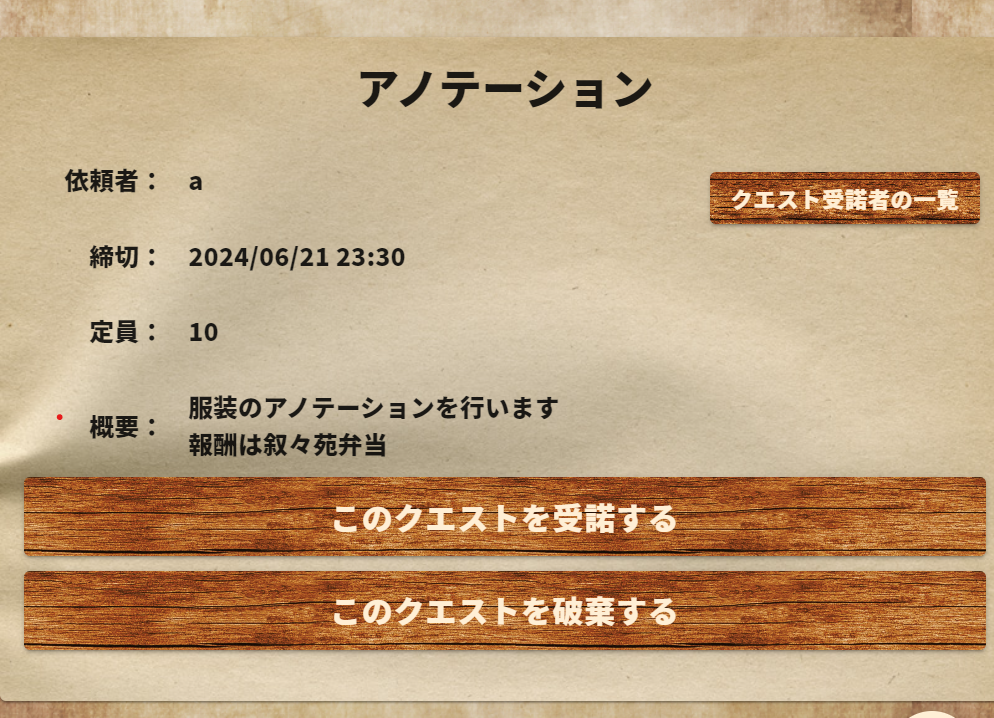 アノテーション
依頼者： a
クエスト受諾者の一覧
締切： 2024/06/21 23:30
定員： 10
概要： 服装のアノテーションを行います
報酬は叙々苑弁当
このクエストを受諾する
このクエストを破棄する